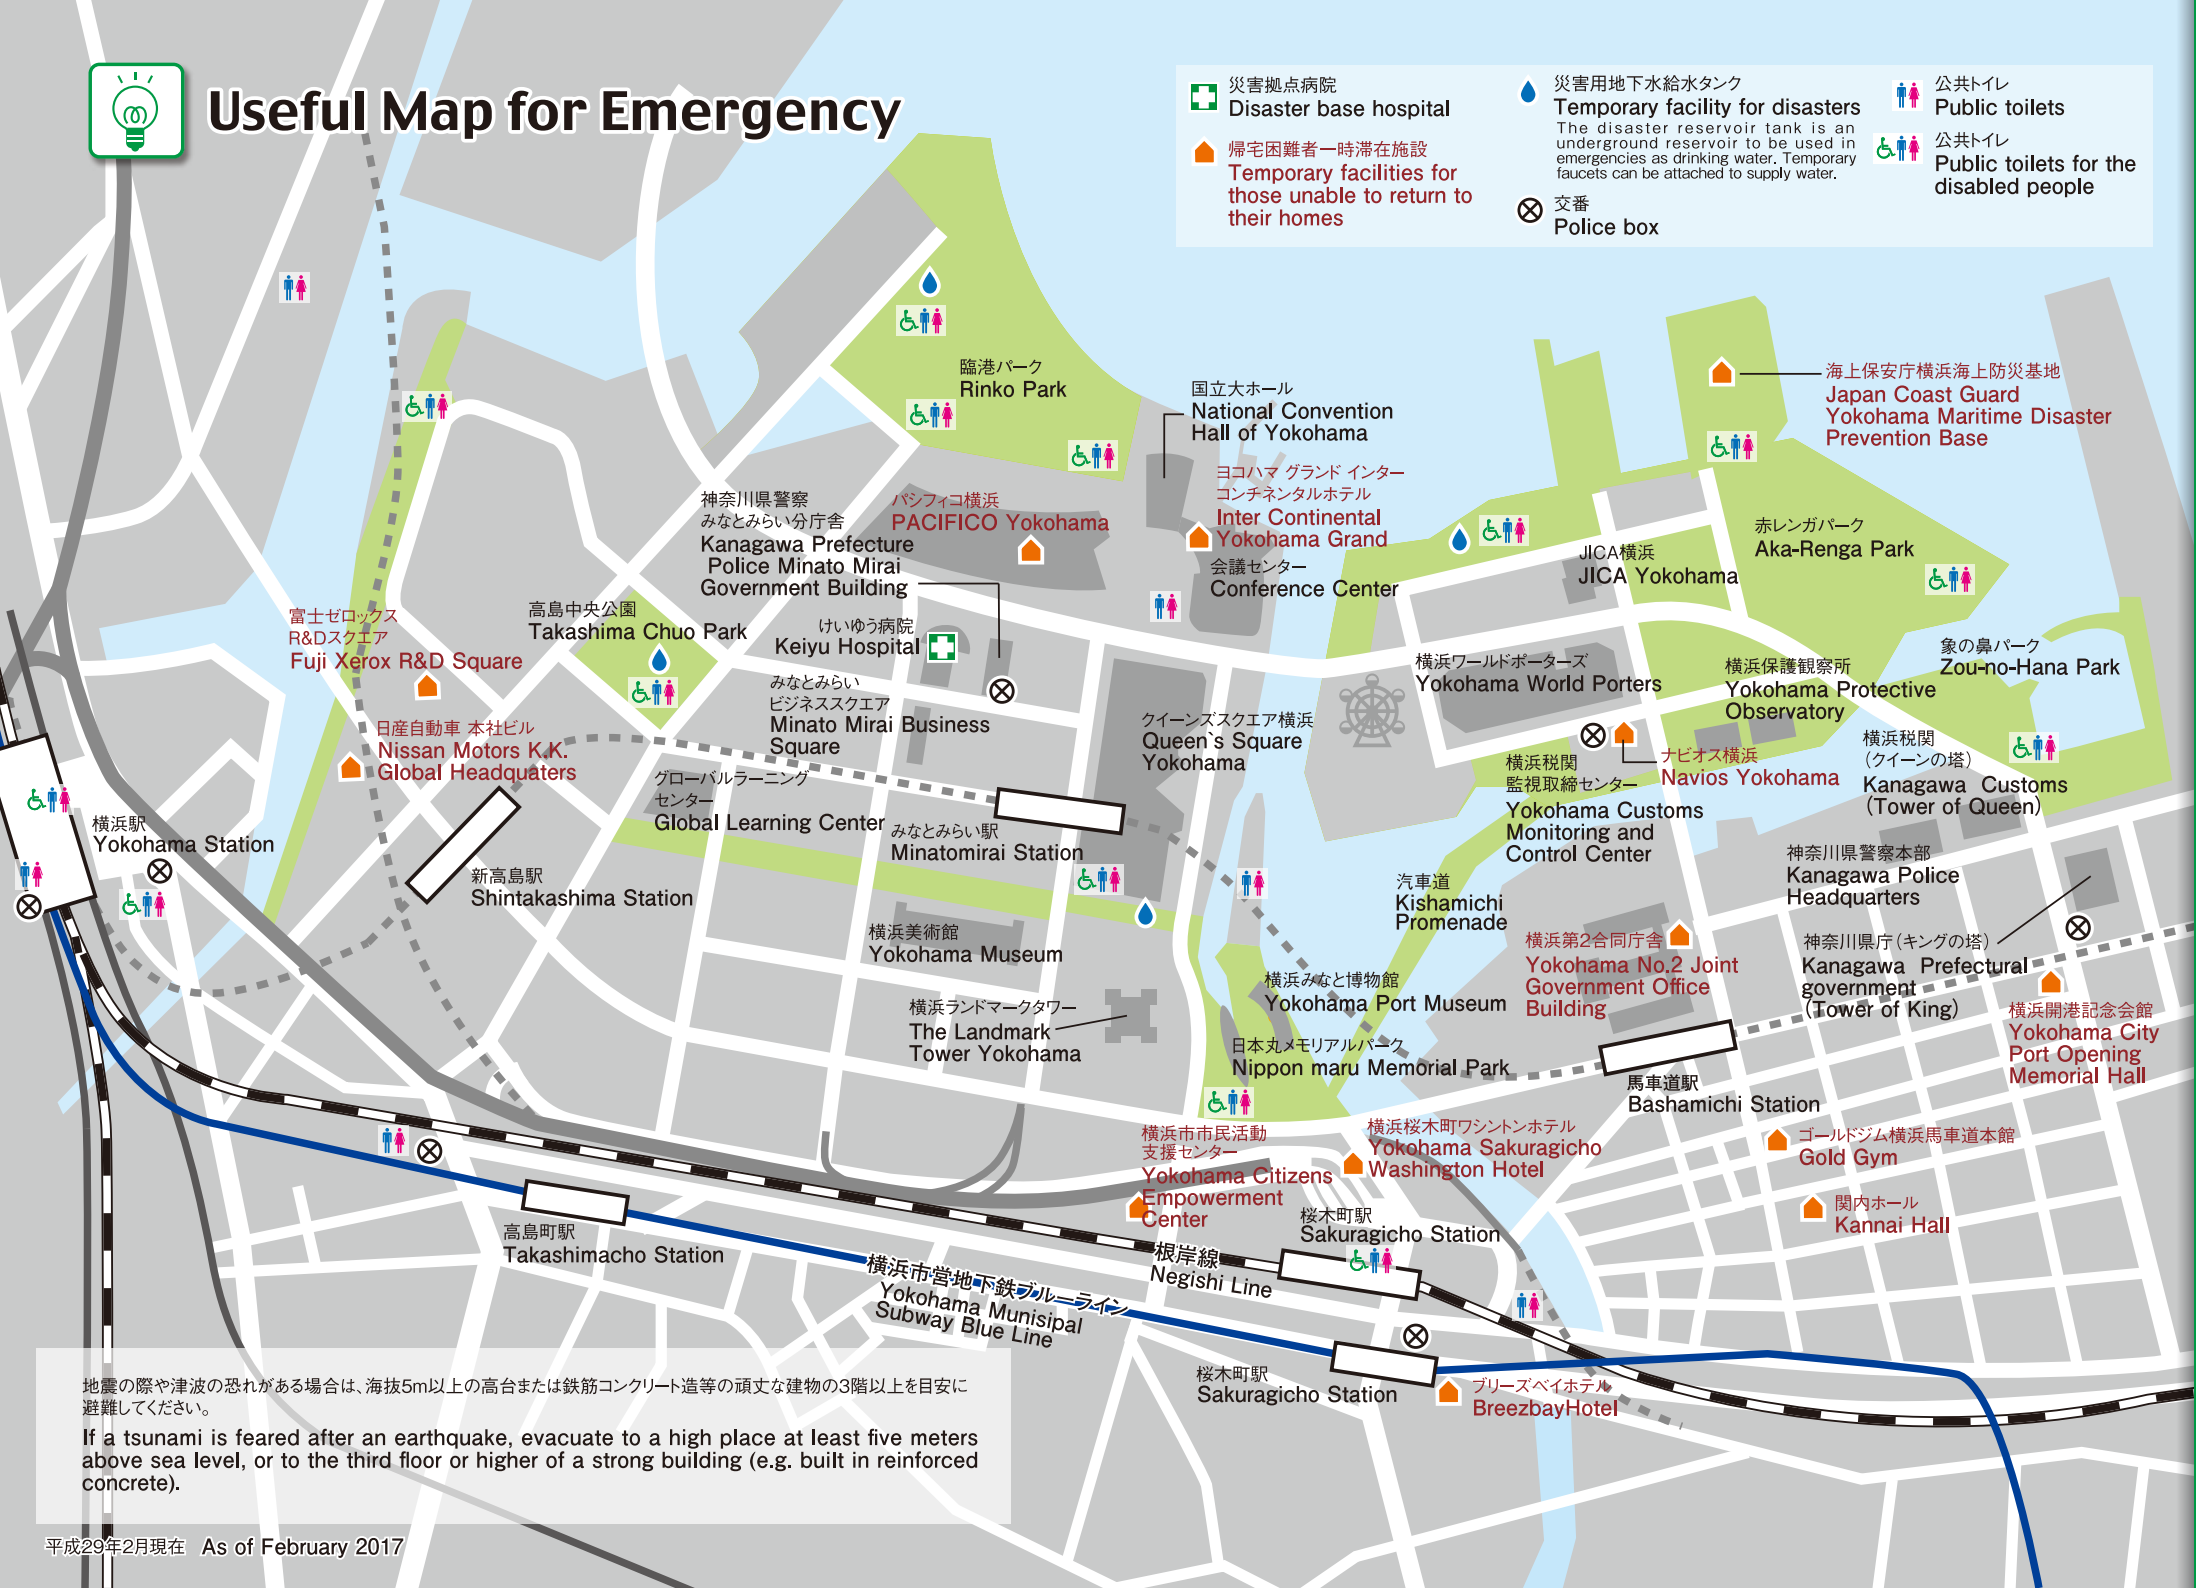 Useful Map for Emergency
災害拠点病院
Disaster base hospital
帰宅困難者一時滞在施設
Temporary facilities for
those unable to return to
their homes
災害用地下水給水タンク
Temporary facility for disasters
The disaster reservoir tank is an
underground reservoir to be used in
emergencies as drinking water. Temporary
faucets can be attached to supply water.
交番
Police box
公共トイレ
Public toilets
公共トイレ
Public toilets for the
disabled people
臨港パーク
Rinko Park
国立大ホール
National Convention
Hall of Yokohama
海上保安庁横浜海上防災基地
Japan Coast Guard
Yokohama Maritime Disaster
Prevention Base
ヨコハマ グランド インター
コンチネンタルホテル
Inter Continental
Yokohama Grand
会議センター
Conference Center
神奈川県警察
みなとみらい分庁舎
Kanagawa Prefecture
Police Minato Mirai
Government Building
パシフィコ横浜
PACIFICO Yokohama
赤レンガパーク
Aka-Renga Park
JICA横浜
JICA Yokohama
富士ゼロックス
R&Dスクエア
Fuji Xerox R&D Square
高島中央公園
Takashima Chuo Park
けいゆう病院
Keiyu Hospital
象の鼻パーク
Zou-no-Hana Park
横浜ワールドポーターズ
Yokohama World Porters
横浜保護観察所
Yokohama Protective
Observatory
みなとみらい
ビジネススクエア
Minato Mirai Business
Square
日産自動車 本社ビル
Nissan Motors K.K.
Global Headquaters
クイーンズスクエア横浜
Queen`s Square
Yokohama
横浜税関
監視取締センター
Yokohama Customs
Monitoring and
Control Center
ナビオス横浜
Navios Yokohama
横浜税関
(クイーンの塔)
Kanagawa Customs
(Tower of Queen)
グローバルラーニング
センター
Global Learning Center
みなとみらい駅
Minatomirai Station
横浜駅
Yokohama Station
新高島駅
Shintakashima Station
神奈川県警察本部
Kanagawa Police
Headquarters
汽車道
Kishamichi
Promenade
横浜美術館
Yokohama Museum
横浜第2合同庁舎
Yokohama No.2 Joint
Government Office
Building
神奈川県庁(キングの塔)
Kanagawa Prefectural
government
(Tower of King)
横浜みなと博物館
Yokohama Port Museum
横浜ランドマークタワー
The Landmark
Tower Yokohama
横浜開港記念会館
Yokohama City
Port Opening
Memorial Hall
日本丸メモリアルパーク
Nippon maru Memorial Park
馬車道駅
Bashamichi Station
横浜市市民活動
支援センター
Yokohama Citizens
Empowerment
Center
横浜桜木町ワシントンホテル
Yokohama Sakuragicho
Washington Hotel
ゴールドジム横浜馬車道本館
Gold Gym
関内ホール
Kannai Hall
桜木町駅
Sakuragicho Station
高島町駅
Takashimacho Station
根岸線
Negishi Line
横浜市営地下鉄ブルーライン
Yokohama Munisipal
Subway Blue Line
桜木町駅
Sakuragicho Station
ブリーズベイホテル
BreezbayHotel
地震の際や津波の恐れがある場合は、海抜5m以上の高台または鉄筋コンクリート造等の頑丈な建物の3階以上を目安に
避難してください。
If a tsunami is feared after an earthquake, evacuate to a high place at least five meters
above sea level, or to the third floor or higher of a strong building (e.g. built in reinforced
concrete).
平成29年2月現在 As of February 2017